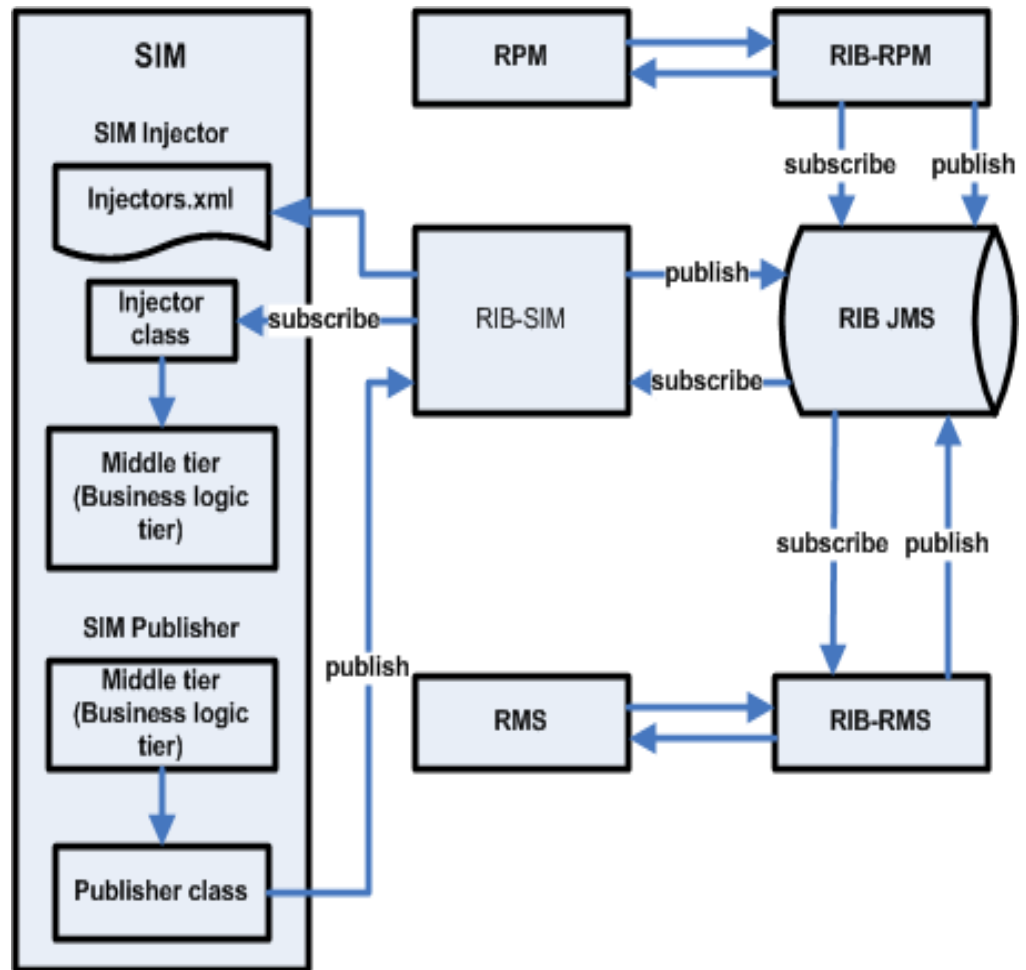 SIM
SIM Injector
Injectors.xml
Injector
class
Middle tier
(Business logic
tier)
SIM Publisher
Middle tier
(Business logic
tier)
Publisher class
subscribe
publish
RPM
RIB-RPM
subscribe
publish
RIB-SIM
publish
subscribe
RIB JMS
subscribe
publish
RMS
RIB-RMS